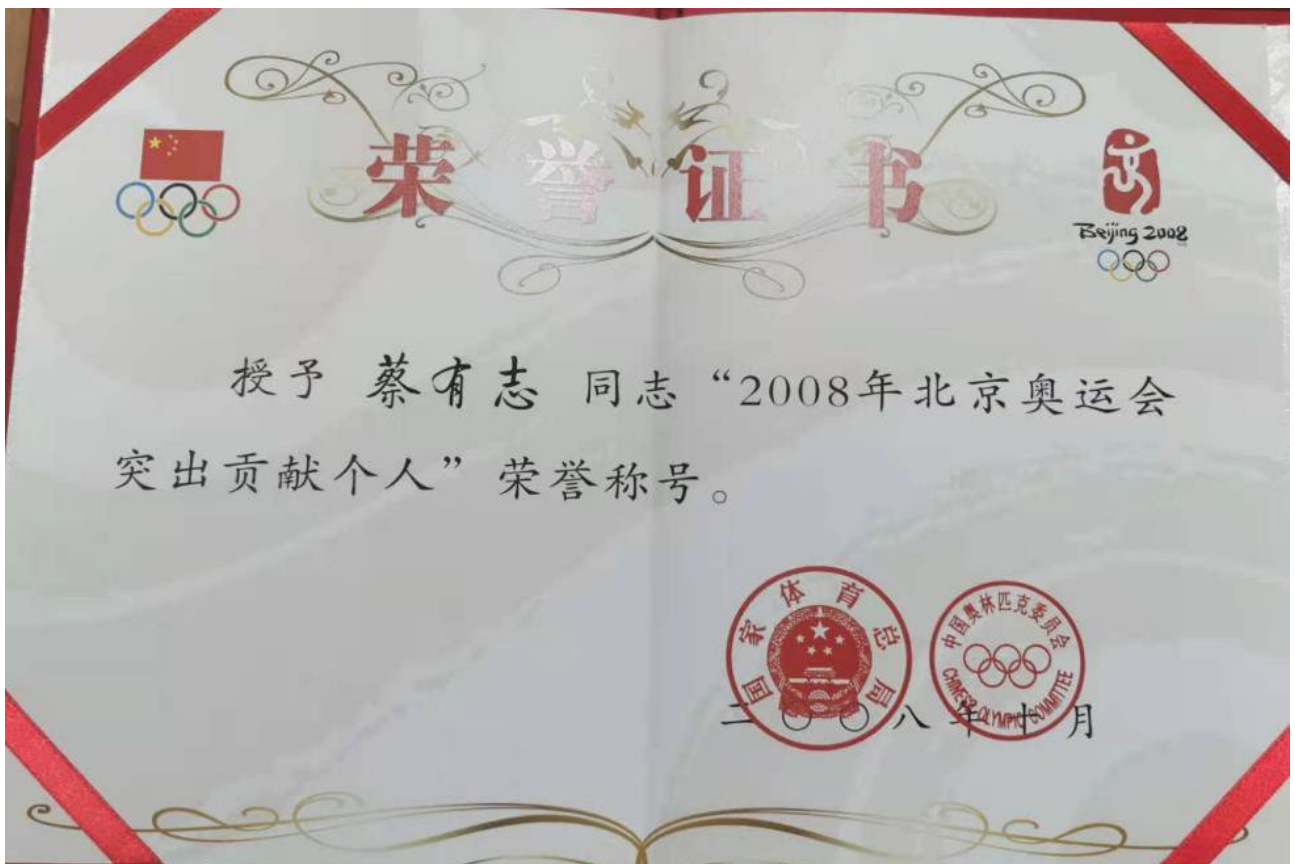 荣誉证书
Beijing 2008
授予 蔡有志 同志“2008年北京奥运会
突出贡献个人”荣誉称号。
国家体育总局
中国奥林匹克委员会
CHINESE OLYMPIC COMMITTEE
二〇〇八年十月